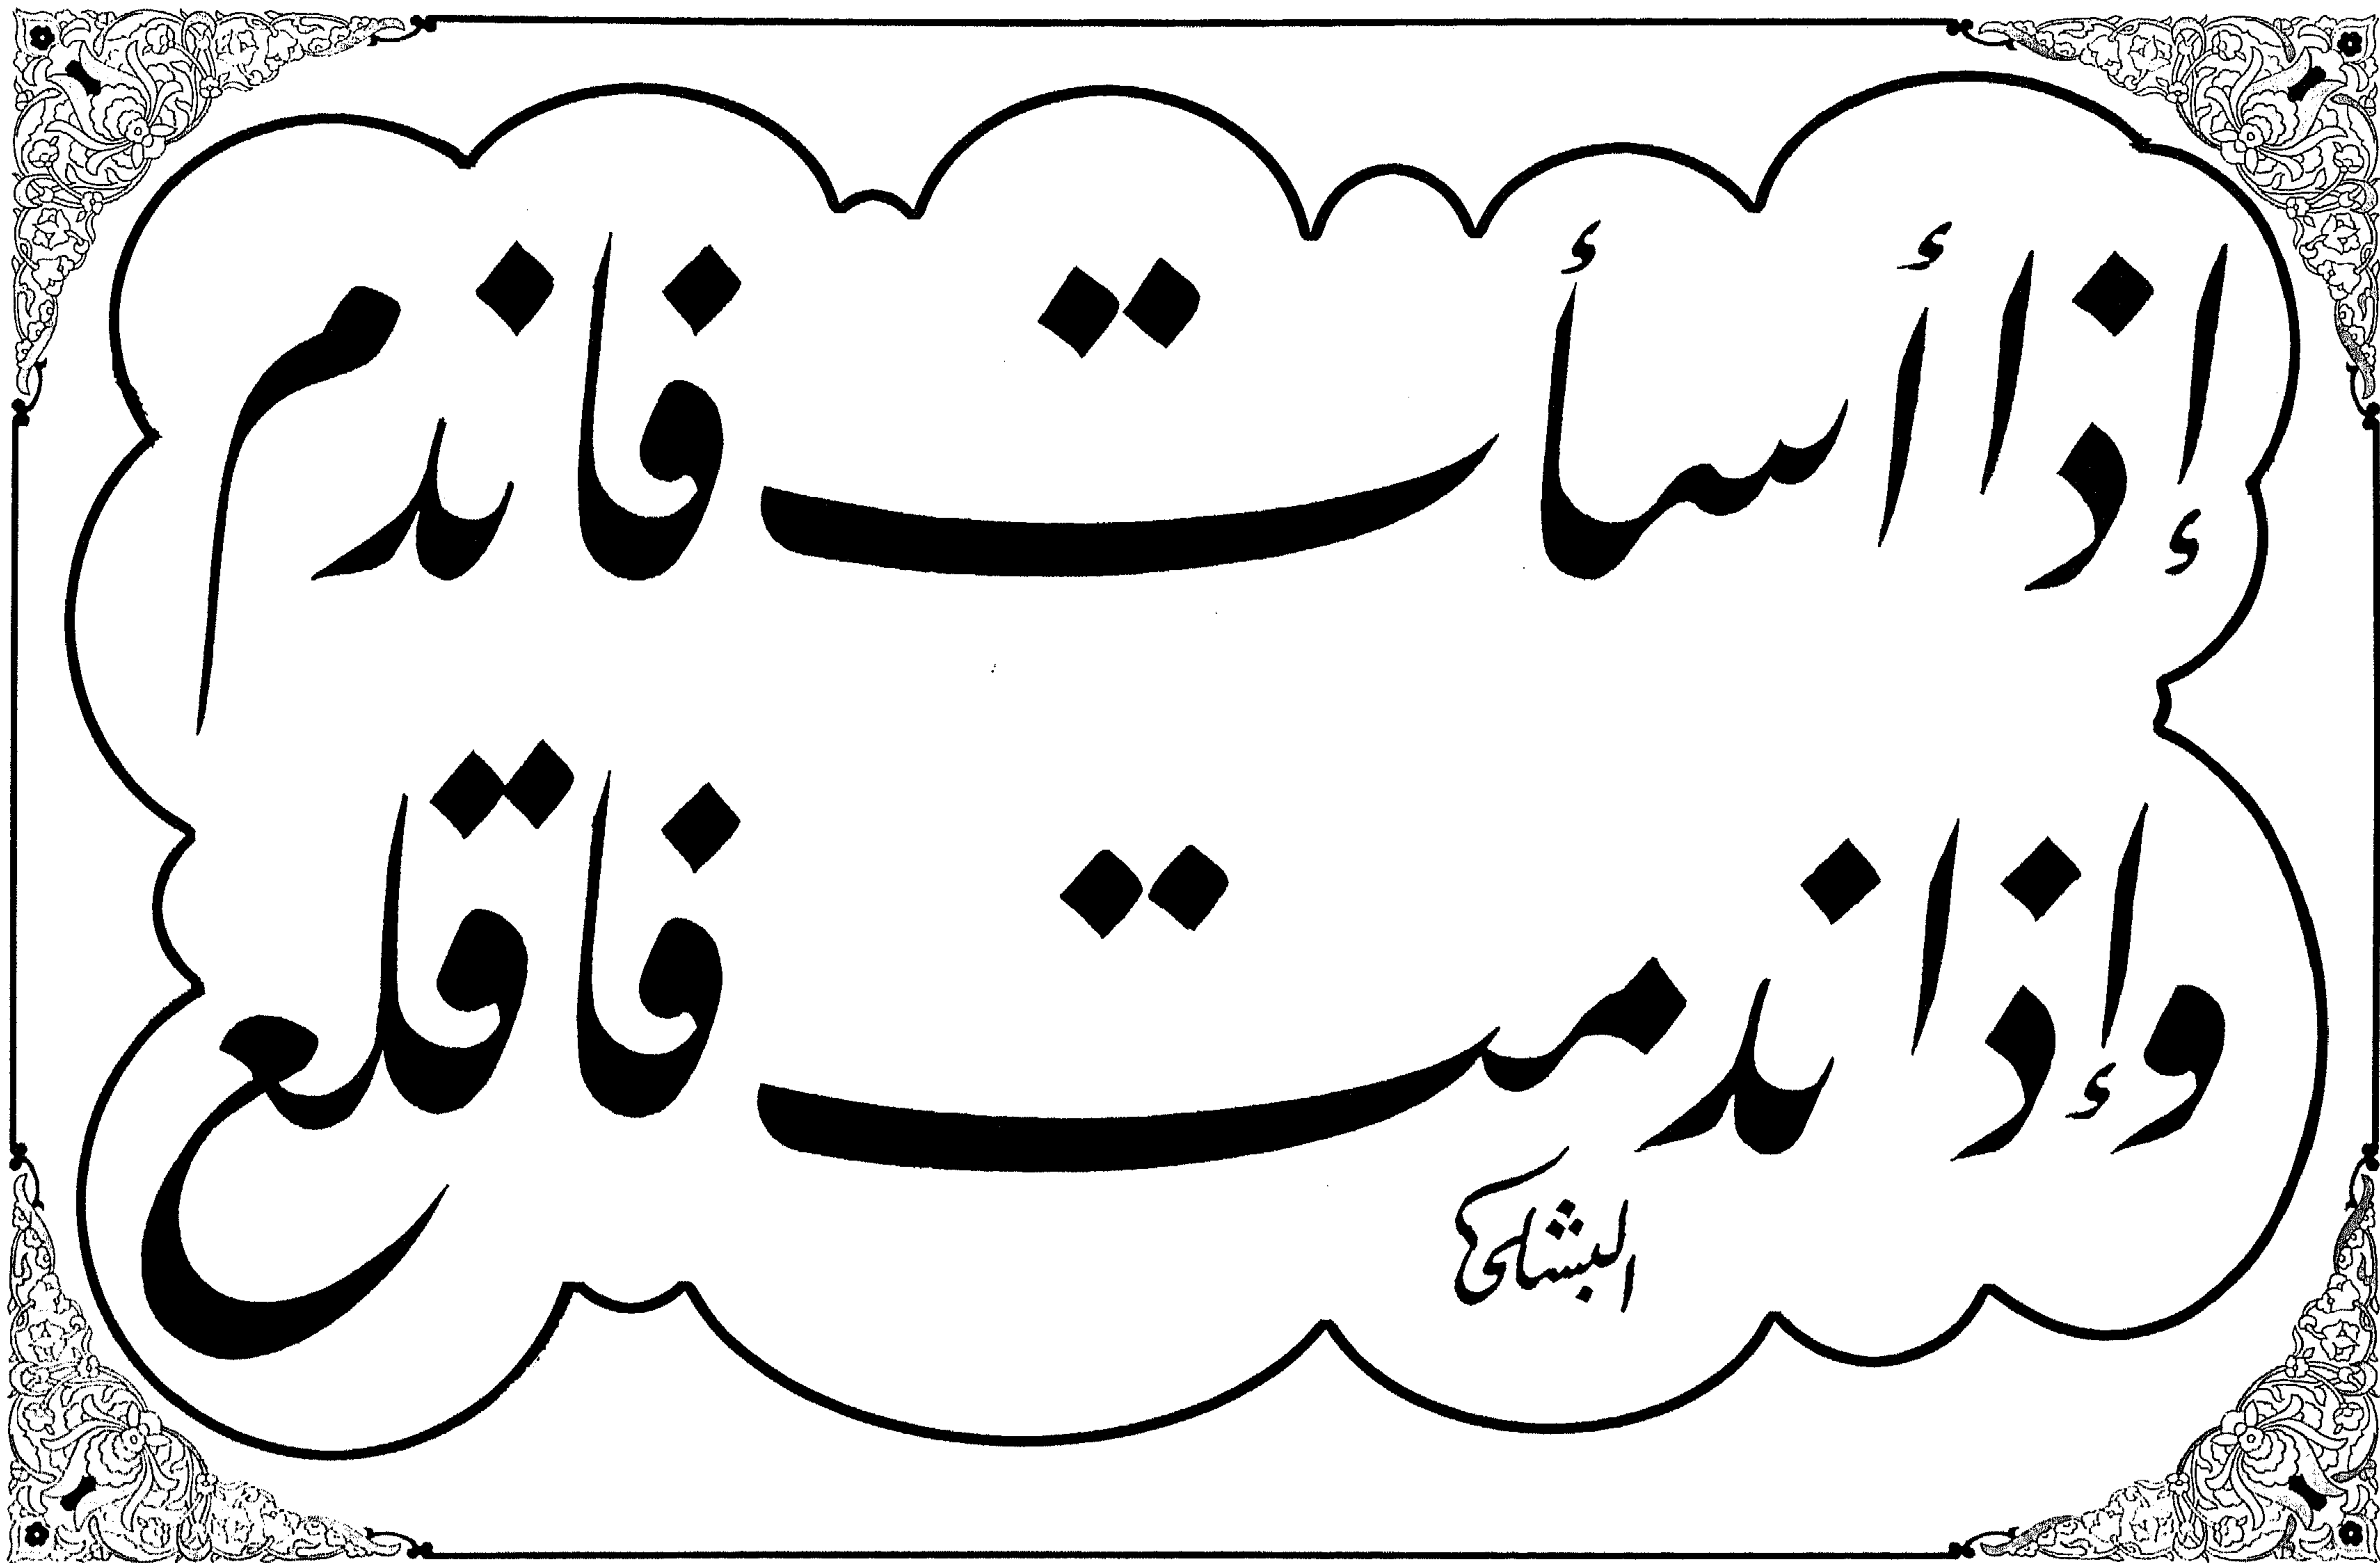 إذا أسأت فاندم
وإذا ندمت فاقلع
البشلي